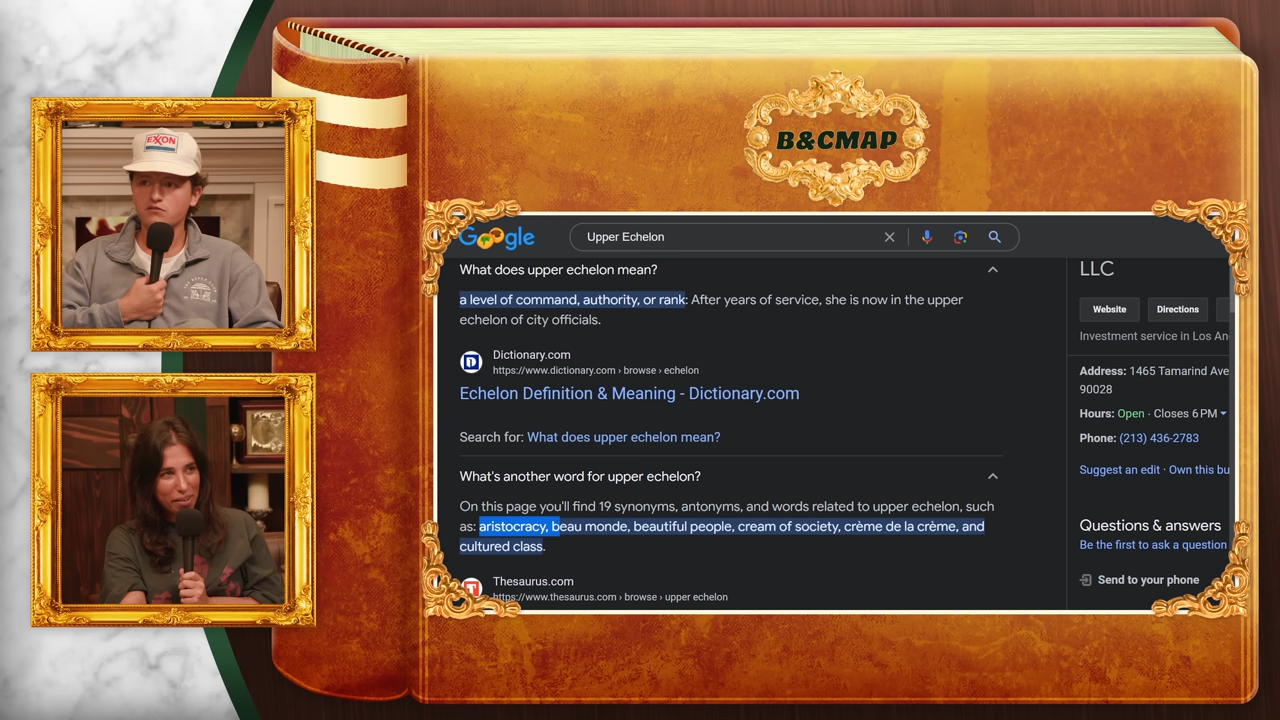 EXXON
B&CMAP
Google
Upper Echelon
What does upper echelon mean?
a level of command, authority, or rank: After years of service, she is now in the upper
echelon of city officials.
Dictionary.com
https://www.dictionary.com › browse › echelon
Echelon Definition & Meaning - Dictionary.com
Search for: What does upper echelon mean?
What's another word for upper echelon?
On this page you'll find 19 synonyms, antonyms, and words related to upper echelon, such
as: aristocracy, beau monde, beautiful people, cream of society, crème de la crème, and
cultured class.
Thesaurus.com
https://www.thesaurus.com › browse › upper echelon
LLC
Website
Directions
Investment service in Los An
Address: 1465 Tamarind Ave
90028
Hours: Open · Closes 6 PM
Phone: (213) 436-2783
Suggest an edit · Own this bu
Questions & answers
Be the first to ask a question
Send to your phone